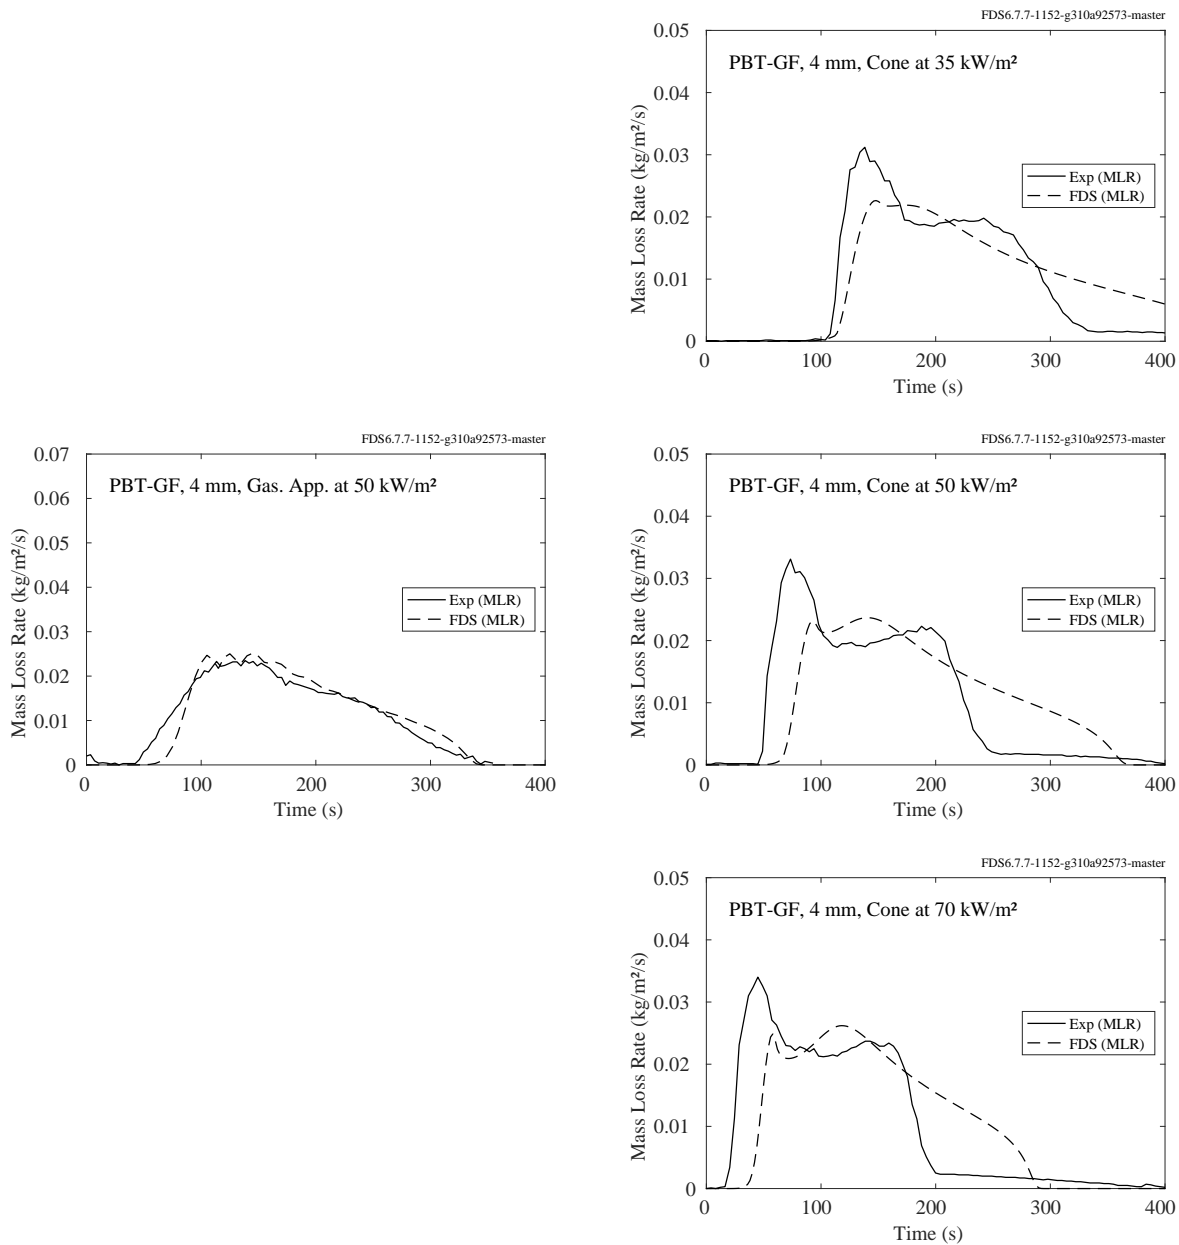 FDS6.7.7-1152-g310a92573-master
PBT-GF, 4 mm, Cone at 35 kW/m²
Mass Loss Rate (kg/m²/s)
0.05
0.04
0.03
0.02
0.01
0
Exp (MLR)
FDS (MLR)
0 100 200 300 400
Time (s)
FDS6.7.7-1152-g310a92573-master
PBT-GF, 4 mm, Gas. App. at 50 kW/m²
Mass Loss Rate (kg/m²/s)
0.07
0.06
0.05
0.04
0.03
0.02
0.01
0
Exp (MLR)
FDS (MLR)
0 100 200 300 400
Time (s)
FDS6.7.7-1152-g310a92573-master
PBT-GF, 4 mm, Cone at 50 kW/m²
Mass Loss Rate (kg/m²/s)
0.05
0.04
0.03
0.02
0.01
0
Exp (MLR)
FDS (MLR)
0 100 200 300 400
Time (s)
FDS6.7.7-1152-g310a92573-master
PBT-GF, 4 mm, Cone at 70 kW/m²
Mass Loss Rate (kg/m²/s)
0.05
0.04
0.03
0.02
0.01
0
Exp (MLR)
FDS (MLR)
0 100 200 300 400
Time (s)